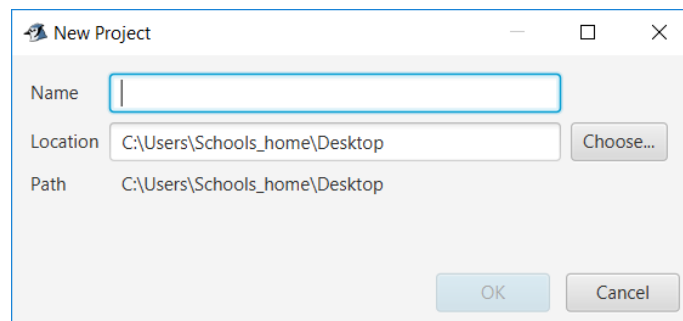 New Project
Name
Location C:\Users\Schools_home\Desktop Choose...
Path C:\Users\Schools_home\Desktop
OK Cancel